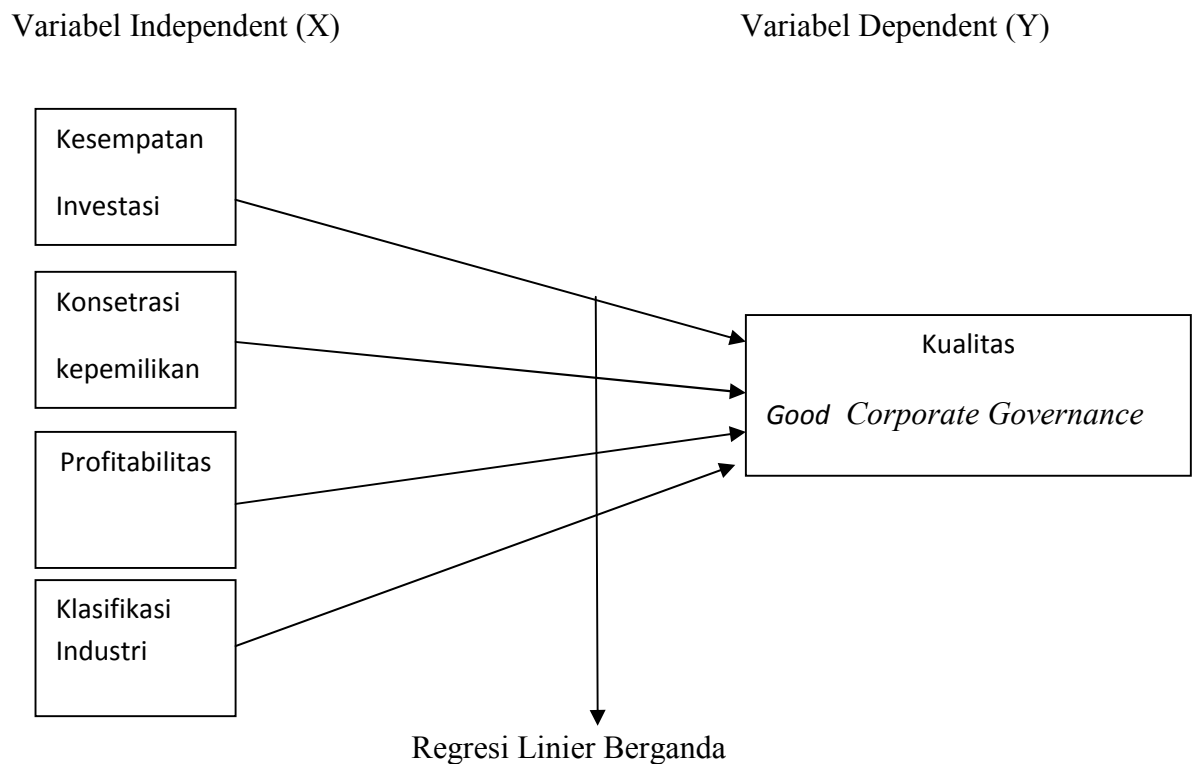 Variabel Independent (X)
Variabel Dependent (Y)
Kesempatan
Investasi
Konsetrasi
kepemilikan
Profitabilitas
Klasifikasi
Industri
Kualitas
Good Corporate Governance
Regresi Linier Berganda